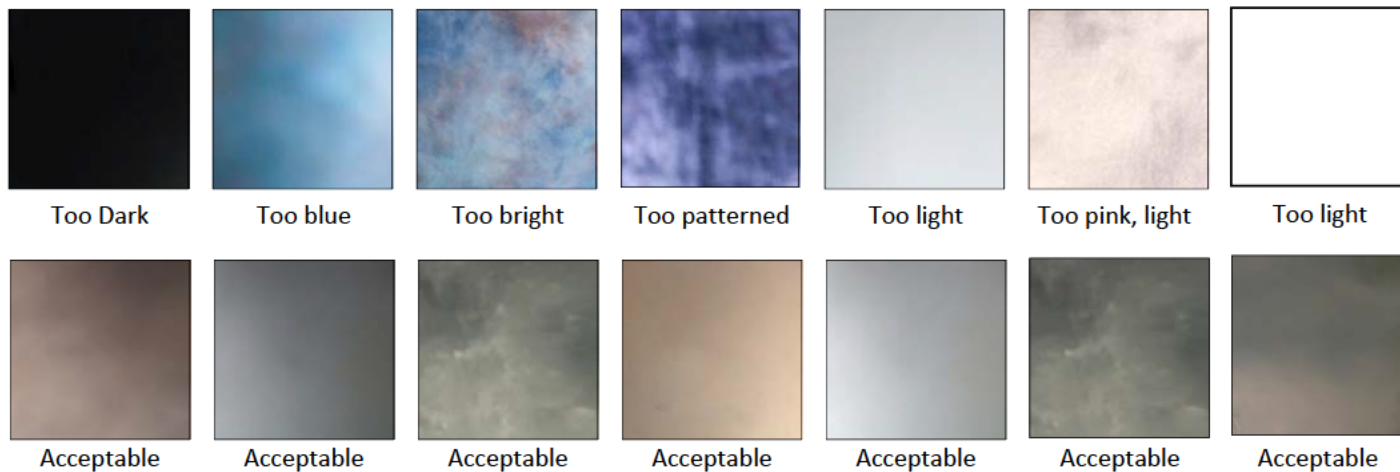 Too Dark
Too blue
Too bright
Too patterned
Too light
Too pink, light
Too light
Acceptable
Acceptable
Acceptable
Acceptable
Acceptable
Acceptable
Acceptable